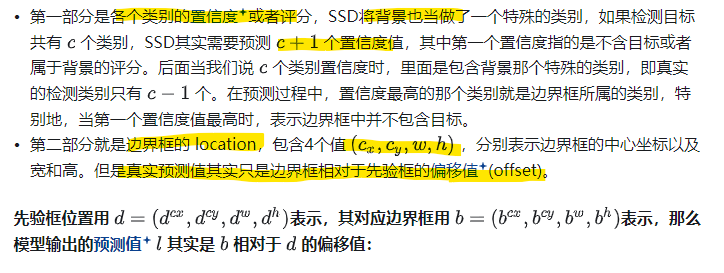 • 第一部分是各个类别的置信度✦或者评分，SSD将背景也当做了一个特殊的类别，如果检测目标
共有 c 个类别，SSD其实需要预测 c + 1 个置信度值，其中第一个置信度指的是不含目标或者
属于背景的评分。后面当我们说 c 个类别置信度时，里面是包含背景那个特殊的类别，即真实
的检测类别只有 c − 1 个。在预测过程中，置信度最高的那个类别就是边界框所属的类别，特
别地，当第一个置信度值最高时，表示边界框中并不包含目标。
• 第二部分就是边界框的 location，包含4个值 (c_x, c_y, w, h) ，分别表示边界框的中心坐标以及
宽和高。但是真实预测值其实只是边界框相对于先验框的偏移值✦(offset)。
先验框位置用 d = (d^{cx}, d^{cy}, d^w, d^h)表示，其对应边界框用 b = (b^{cx}, b^{cy}, b^w, b^h)表示，那么
模型输出的预测值✦ l 其实是 b 相对于 d 的偏移值：